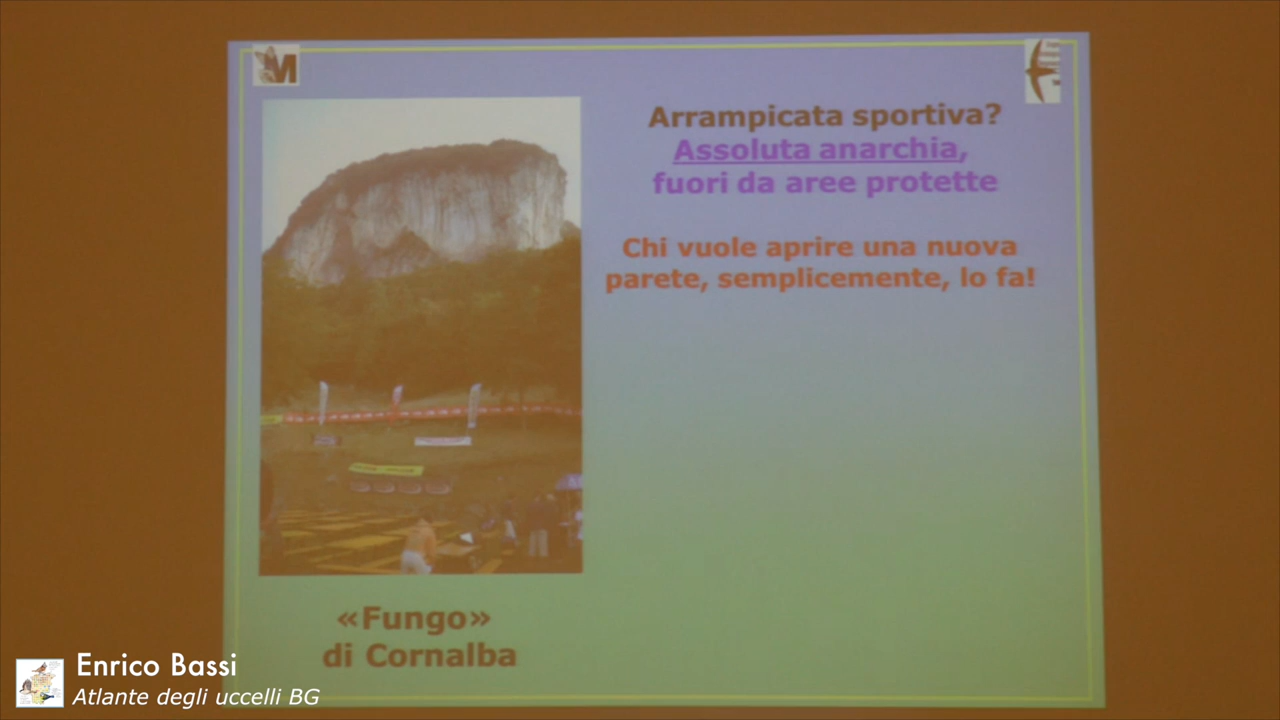 M
Arrampicata sportiva?
Assoluta anarchia,
fuori da aree protette
Chi vuole aprire una nuova
parete, semplicemente, lo fa!
«Fungo»
di Cornalba
Enrico Bassi
Atlante degli uccelli BG